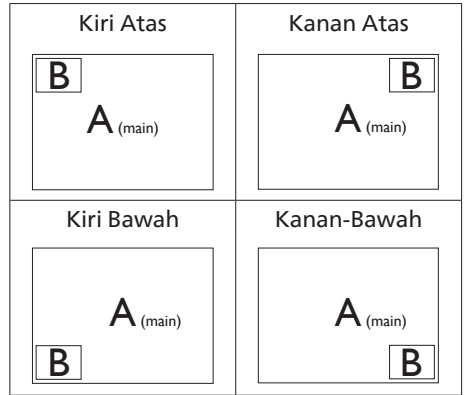 Kiri Atas
B
A (main)
Kanan Atas
B
A (main)
Kiri Bawah
A (main)
B
Kanan-Bawah
A (main)
B